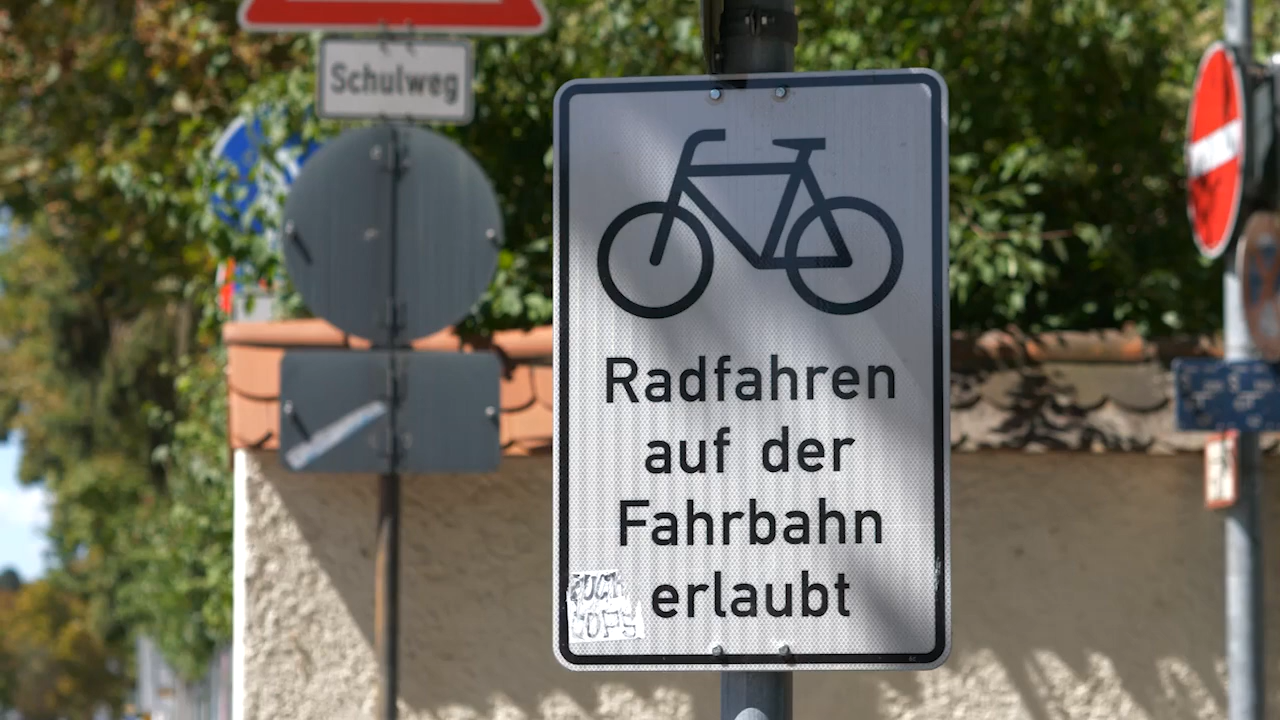 Schulweg
Radfahren
auf der
Fahrbahn
erlaubt